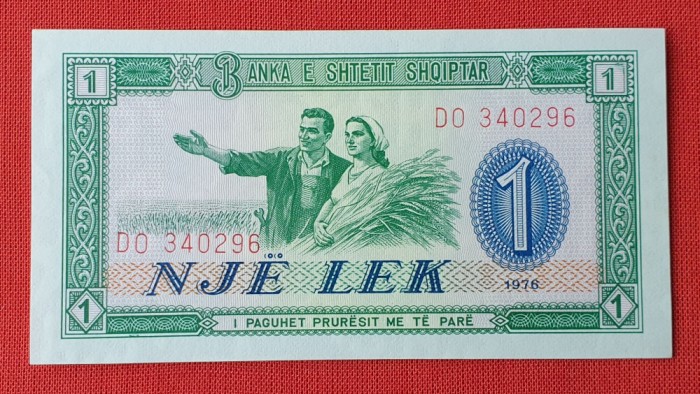 1 BANKA E SHTETIT SHQIPTAR 1
DO 340296
1
DO 340296
NJË LEK 1976
1 I PAGUHET PRURËSIT ME TË PARË 1